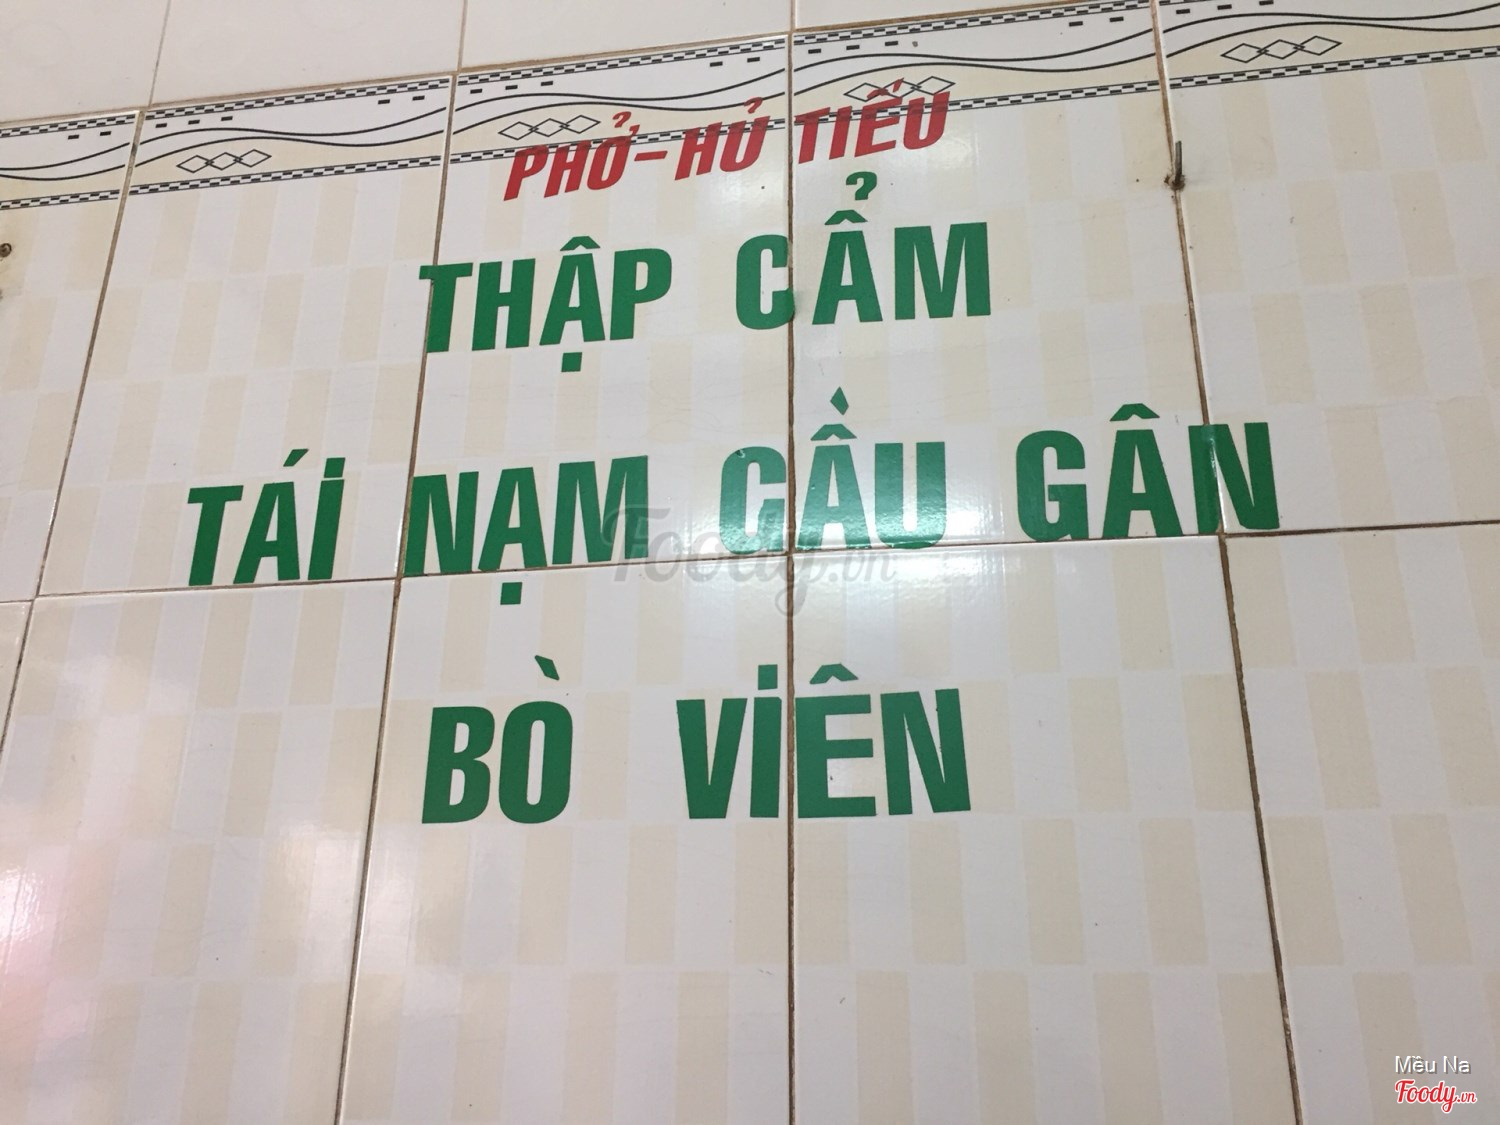 PHỞ-HỦ TIẾU
THẬP CẨM
TÁI NẠM CẦU GÂN
BÒ VIÊN
Foody.vn
Mều Na
Foody.vn